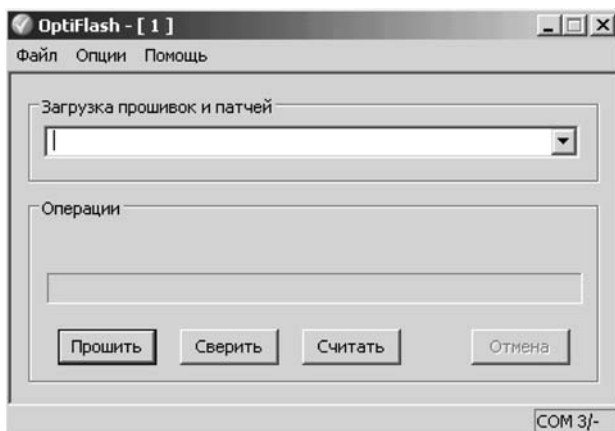 OptiFlash - [ 1 ]
Файл Опции Помощь
Загрузка прошивок и патчей
Операции
Прошить Сверить Считать Отмена
COM 3/-